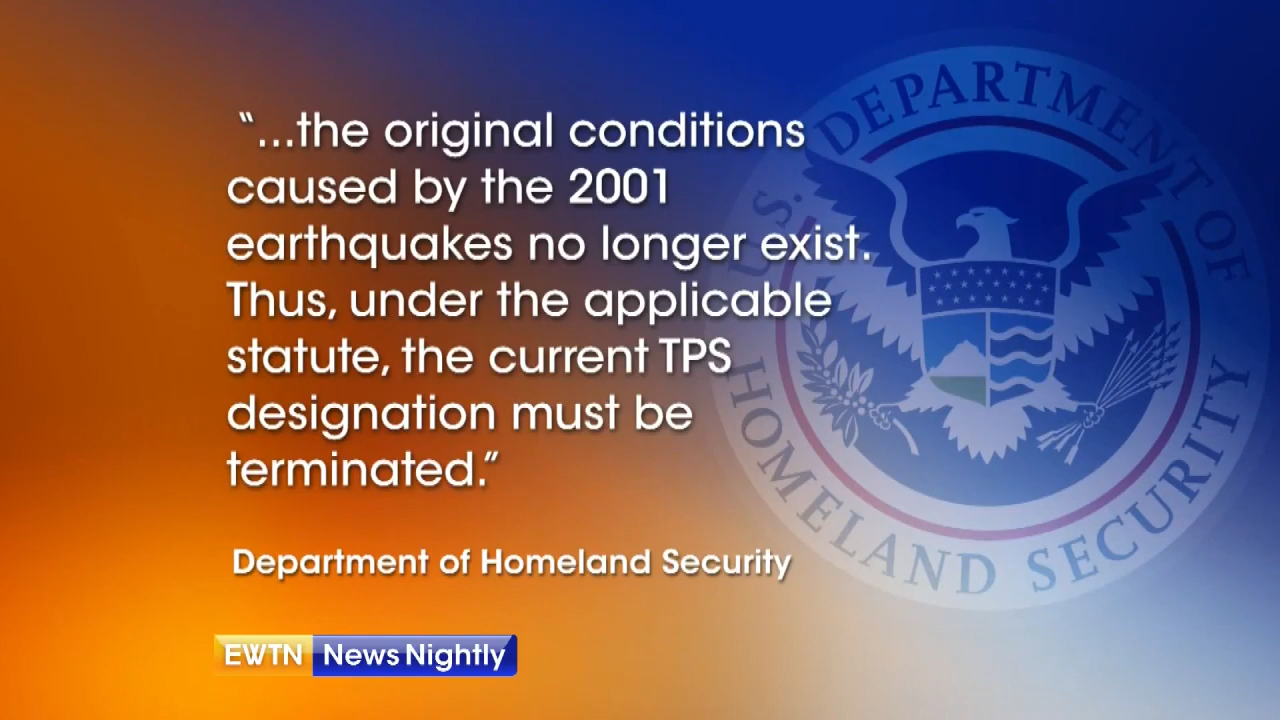 “...the original conditions
caused by the 2001
earthquakes no longer exist.
Thus, under the applicable
statute, the current TPS
designation must be
terminated.”
Department of Homeland Security
EWTN News Nightly
U.S. DEPARTMENT OF
HOMELAND SECURITY